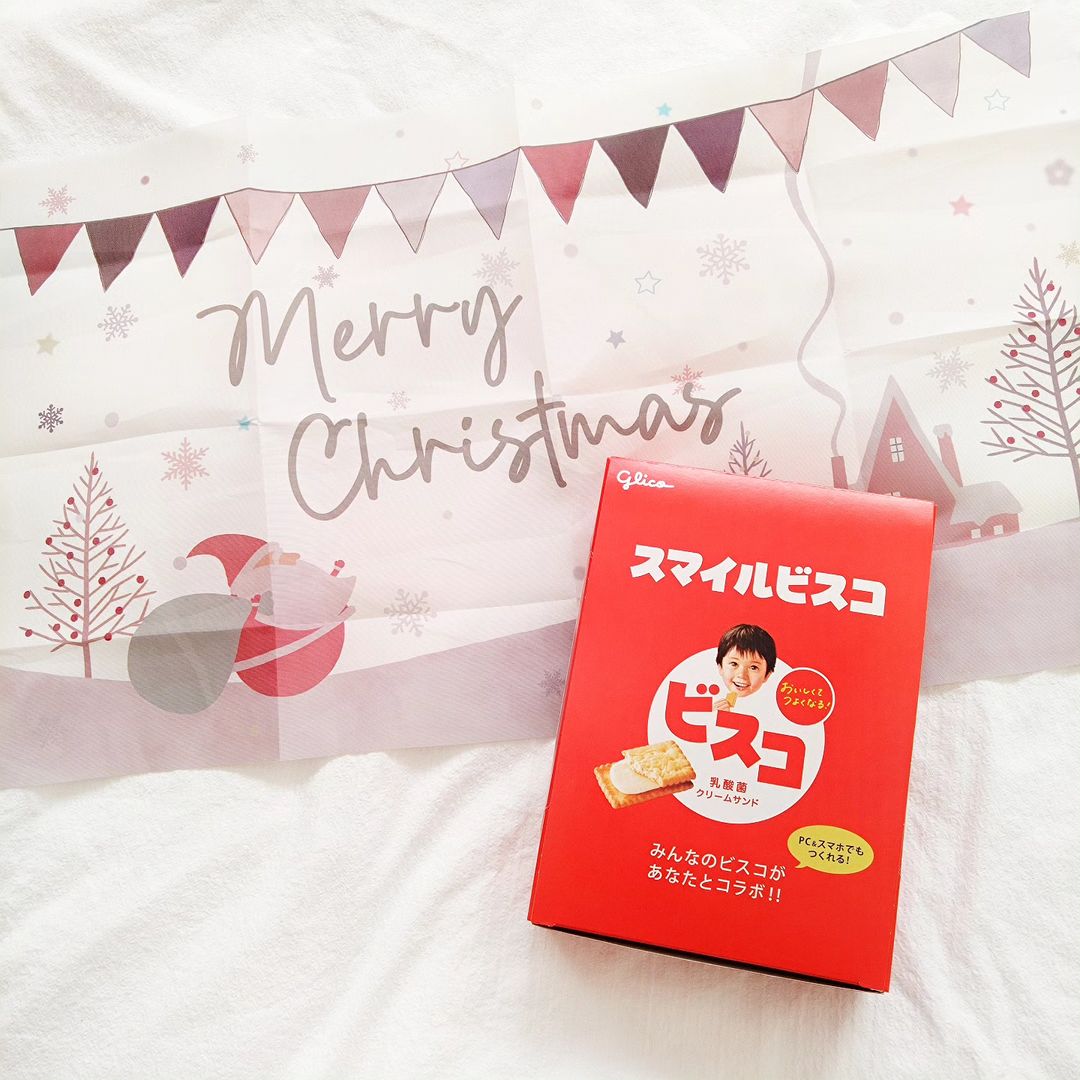 Merry
Christmas
glico
スマイルビスコ
おいしくて
つよくなる!
ビスコ
乳酸菌
クリームサンド
PC&スマホでも
つくれる!
みんなのビスコが
あなたとコラボ!!